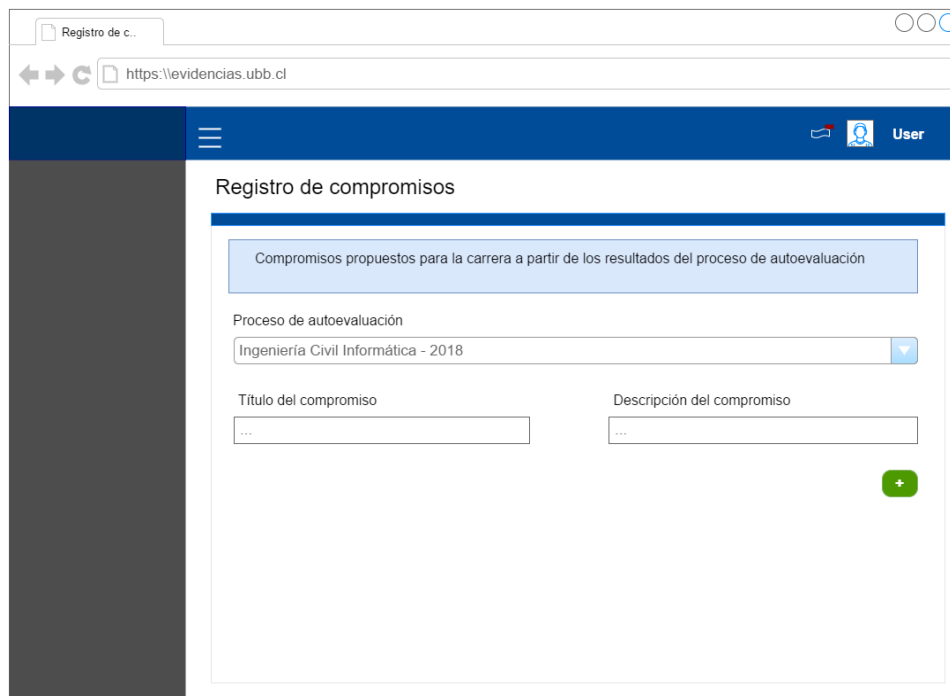 Registro de c..
https:\\evidencias.ubb.cl
User
Registro de compromisos
Compromisos propuestos para la carrera a partir de los resultados del proceso de autoevaluación
Proceso de autoevaluación
Ingeniería Civil Informática - 2018
Título del compromiso
Descripción del compromiso
...
...
+